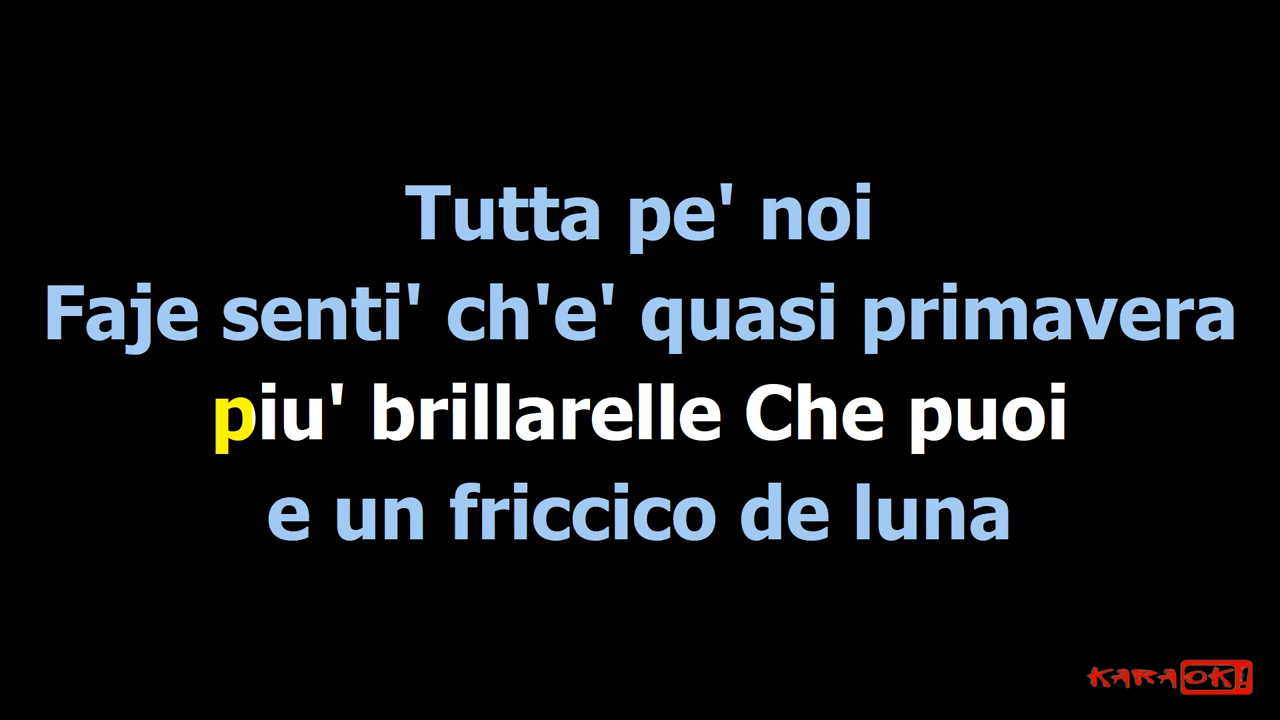 Tutta pe' noi
Faje senti' ch'e' quasi primavera
piu' brillarelle Che puoi
e un friccico de luna
KARAOK!